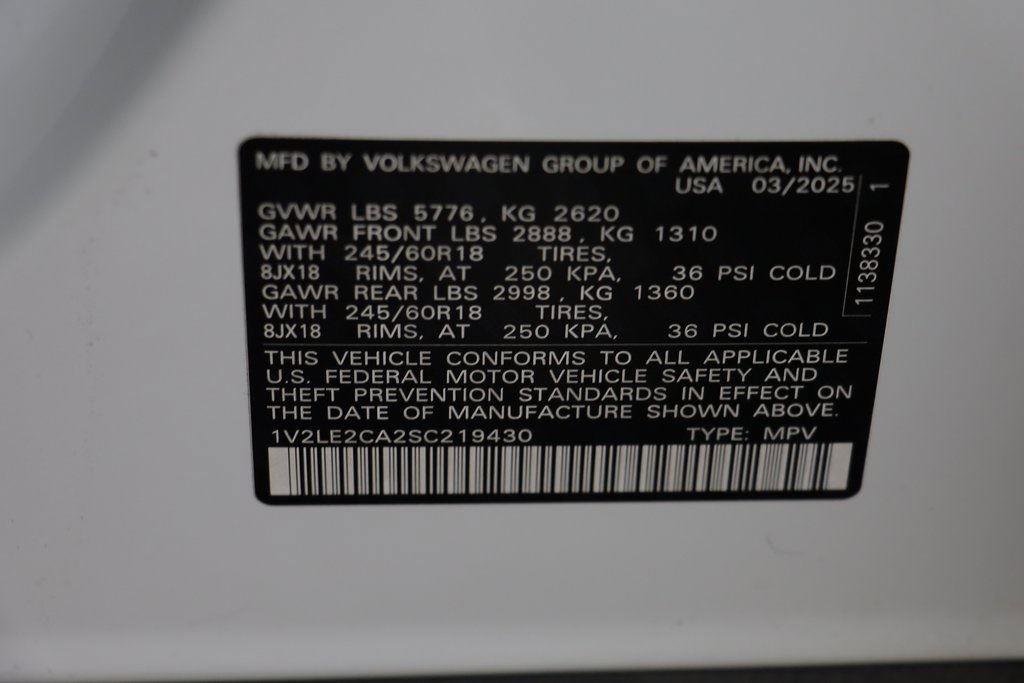 MFD BY VOLKSWAGEN GROUP OF AMERICA, INC.
USA 03/2025
GVWR LBS 5776, KG 2620
GAWR FRONT LBS 2888, KG 1310
WITH 245/60R18 TIRES,
8JX18 RIMS, AT 250 KPA, 36 PSI COLD
GAWR REAR LBS 2998, KG 1360
WITH 245/60R18 TIRES,
8JX18 RIMS, AT 250 KPA, 36 PSI COLD
THIS VEHICLE CONFORMS TO ALL APPLICABLE
U.S. FEDERAL MOTOR VEHICLE SAFETY AND
THEFT PREVENTION STANDARDS IN EFFECT ON
THE DATE OF MANUFACTURE SHOWN ABOVE.
1V2LE2CA2SC219430 TYPE: MPV
1138330 1